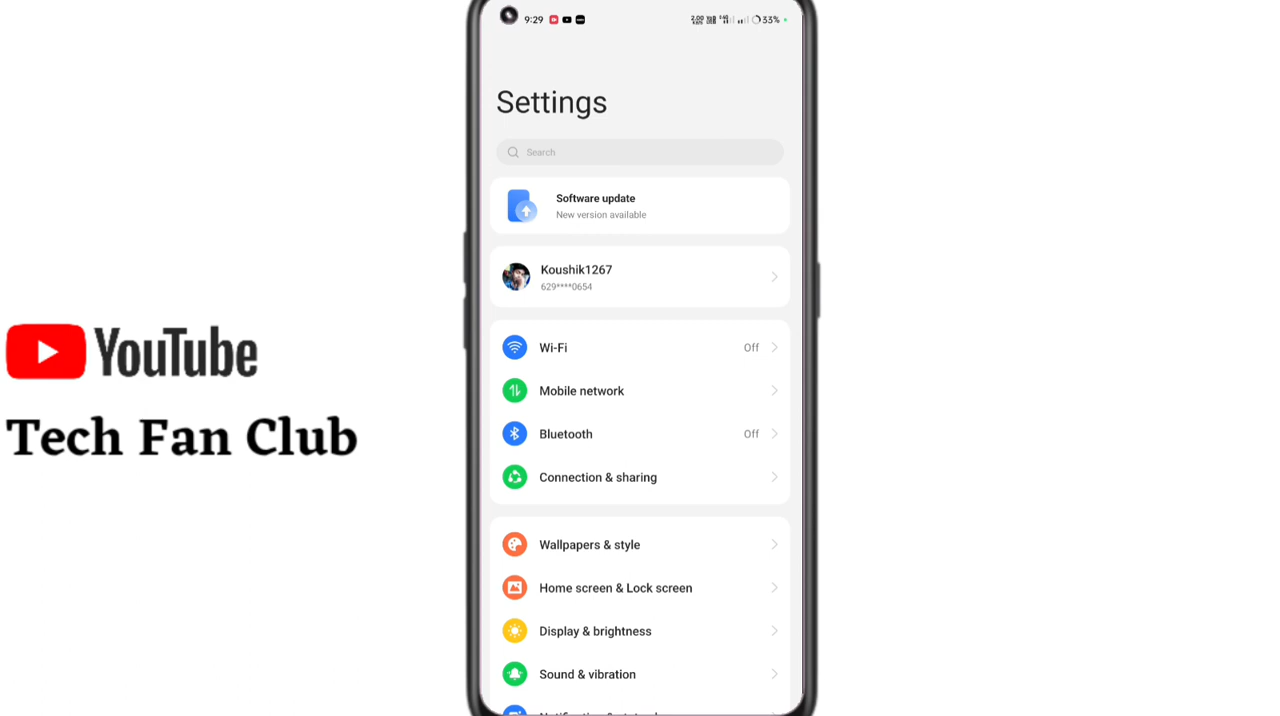 9:29
33%
Settings
Search
Software update
New version available
Koushik1267
629****0654
Wi-Fi
Off
Mobile network
Bluetooth
Off
Connection & sharing
Wallpapers & style
Home screen & Lock screen
Display & brightness
Sound & vibration
YouTube
Tech Fan Club